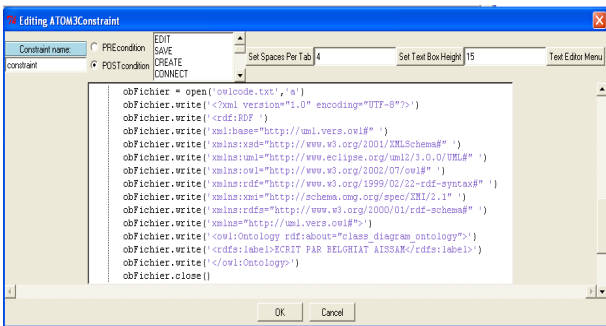 Editing ATOM3Constraint
Constraint name:
constraint
PREcondition
POSTcondition
EDIT
SAVE
CREATE
CONNECT
Set Spaces Per Tab 4
Set Text Box Height 15
Text Editor Menu
obFichier = open('owlcode.txt','a')
obFichier.write('<?xml version="1.0" encoding="UTF-8"?>')
obFichier.write('<rdf:RDF ')
obFichier.write('xml:base="http://uml.vers.owl#" ')
obFichier.write('xmlns:xsd="http://www.w3.org/2001/XMLSchema#" ')
obFichier.write('xmlns:uml="http://www.eclipse.org/uml2/3.0.0/UML#" ')
obFichier.write('xmlns:owl="http://www.w3.org/2002/07/owl#" ')
obFichier.write('xmlns:rdf="http://www.w3.org/1999/02/22-rdf-syntax#" ')
obFichier.write('xmlns:xmi="http://schema.omg.org/spec/XMI/2.1" ')
obFichier.write('xmlns:rdfs="http://www.w3.org/2000/01/rdf-schema#" ')
obFichier.write('xmlns="http://uml.vers.owl#">')
obFichier.write('<owl:Ontology rdf:about="class_diagram_ontology">')
obFichier.write('<rdfs:label>ECRIT PAR BELGHIAT AISSAM</rdfs:label>')
obFichier.write('</owl:Ontology>')
obFichier.close()
OK
Cancel